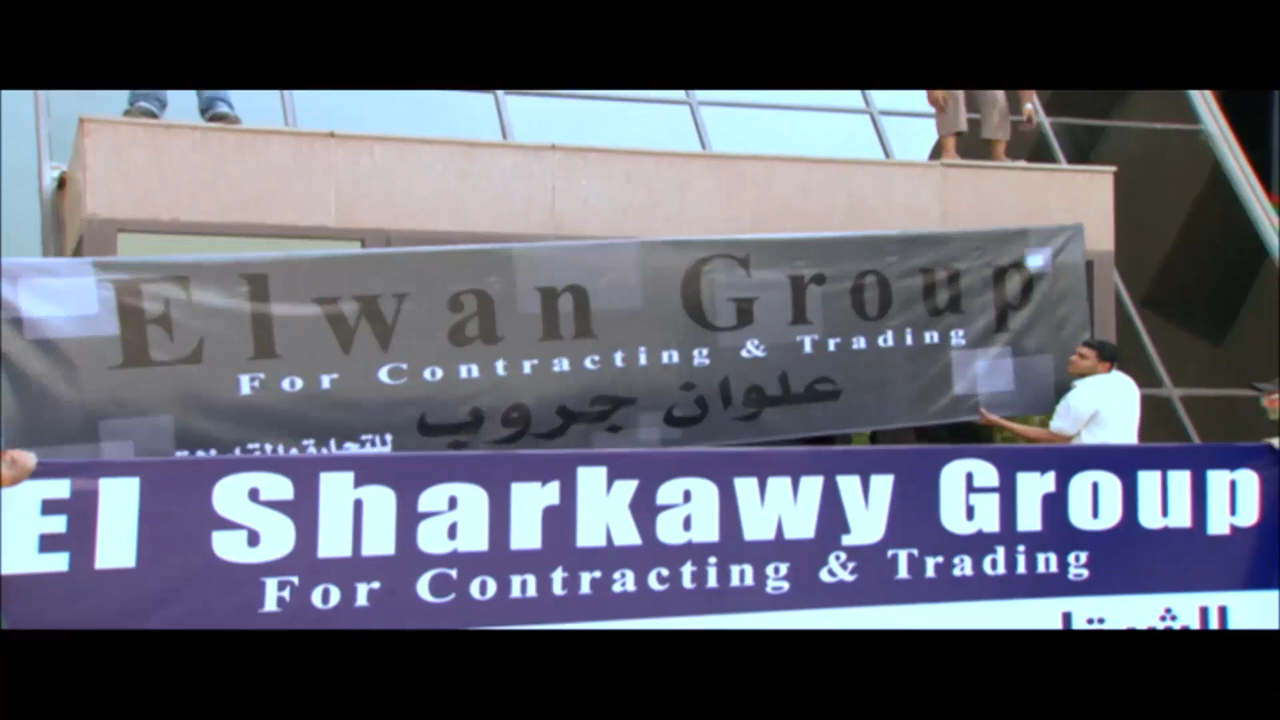 Elwan Group
For Contracting & Trading
علوان جروب
El Sharkawy Group
For Contracting & Trading